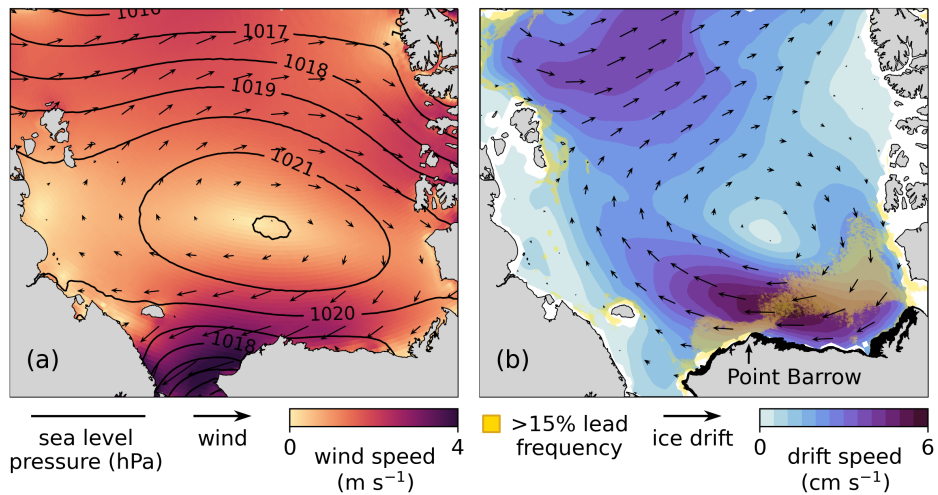 1016
1017
1018
1019
1021
1020
1018
(a)
(b)
Point Barrow
sea level
pressure (hPa)
wind
0
4
wind speed
(m s⁻¹)
>15% lead
frequency
ice drift
0
6
drift speed
(cm s⁻¹)